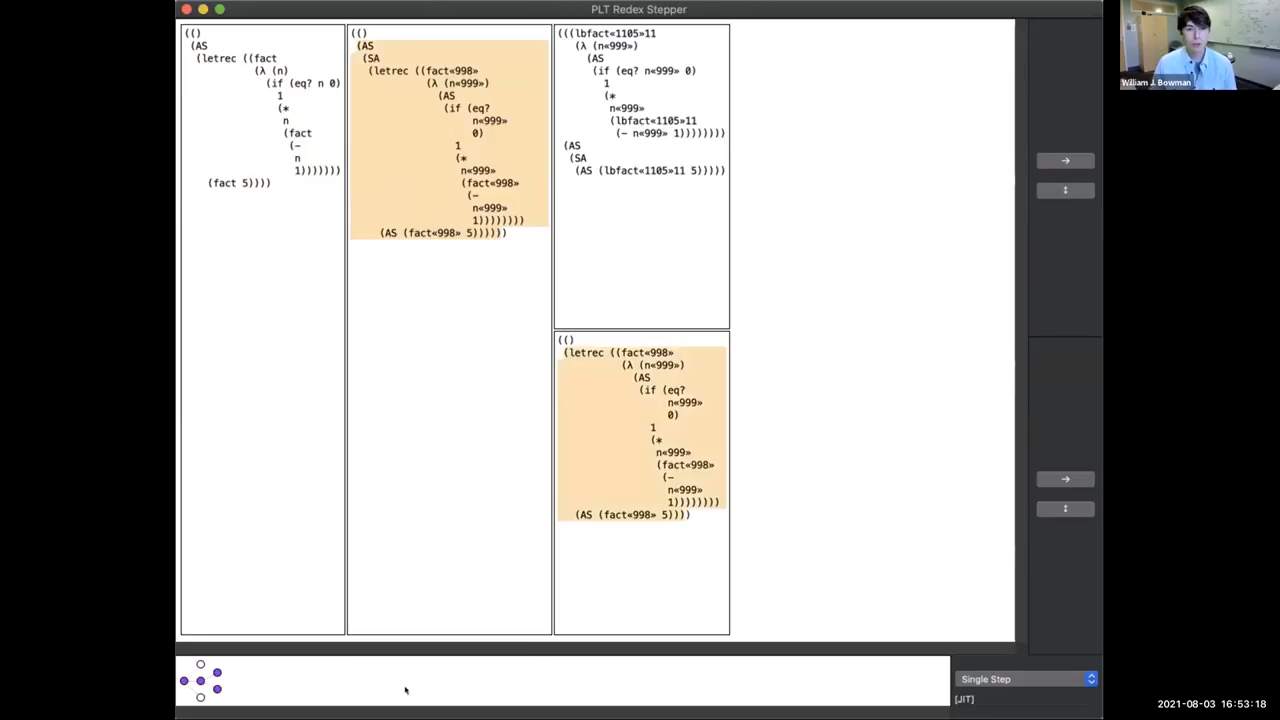 PLT Redex Stepper
(()
(AS
(letrec ((fact
(λ (n)
(if (eq? n 0)
1
(*
n
(fact
(-
n
1)))))))
(fact 5))))
(()
(AS
(SA
(letrec ((fact«998»
(λ (n«999»)
(AS
(if (eq?
n«999»
0)
1
(*
n«999»
(fact«998»
(-
n«999»
1))))))))
(AS (fact«998» 5))))))
(((lbfact«1105»11
(λ (n«999»)
(AS
(if (eq? n«999» 0)
1
(*
n«999»
(lbfact«1105»11
(- n«999» 1))))))))
(AS
(SA
(AS (lbfact«1105»11 5)))))
(()
(letrec ((fact«998»
(λ (n«999»)
(AS
(if (eq?
n«999»
0)
1
(*
n«999»
(fact«998»
(-
n«999»
1))))))))
(AS (fact«998» 5))))
Single Step
[JIT]
William J. Bowman
2021-08-03 16:53:18